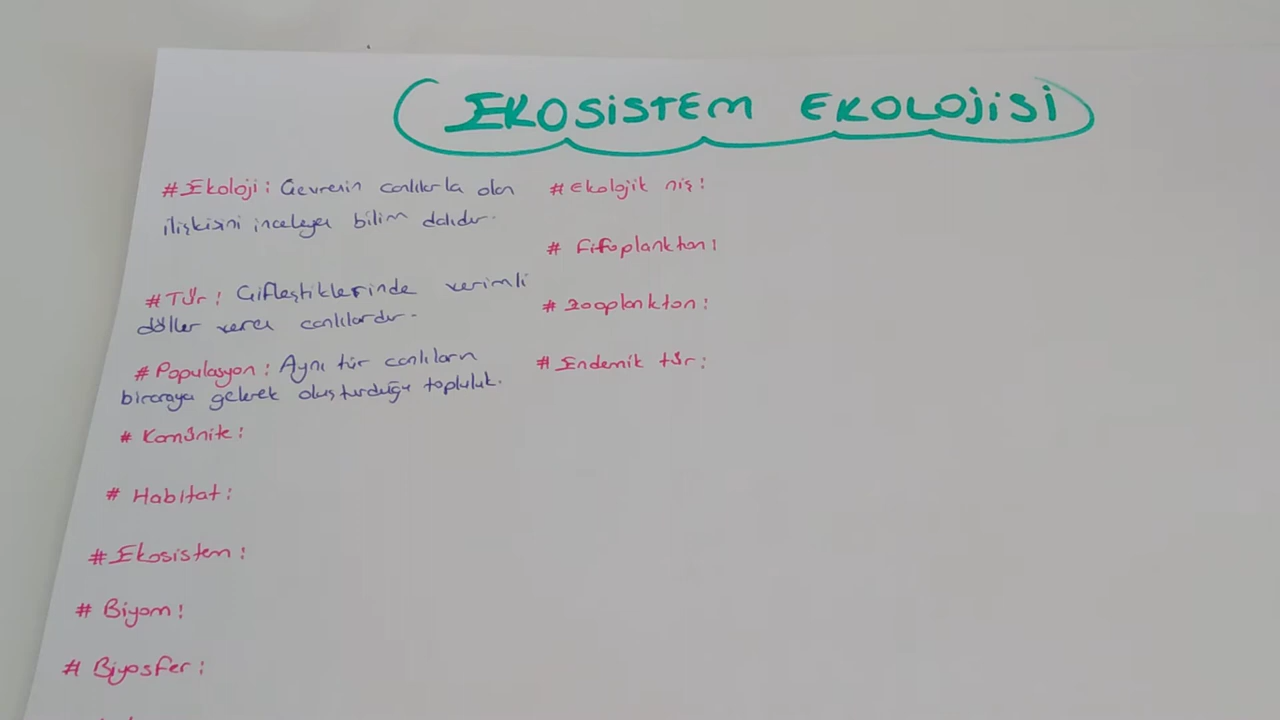 EKOSİSTEM EKOLOJİSİ
#Ekoloji: Çevrenin canlılarla olan
ilişkisini inceleyen bilim dalıdır.
#Tür: Çiftleştiklerinde verimli
döller veren canlılardır.
#Populasyon: Aynı tür canlıların
biraraya gelerek oluşturduğu topluluk.
# Komünite:
# Habitat:
#Ekosistem:
# Biyom:
# Biyosfer:
#Ekolojik niş:
# Fitoplankton:
# Zooplankton:
# Endemik tür: